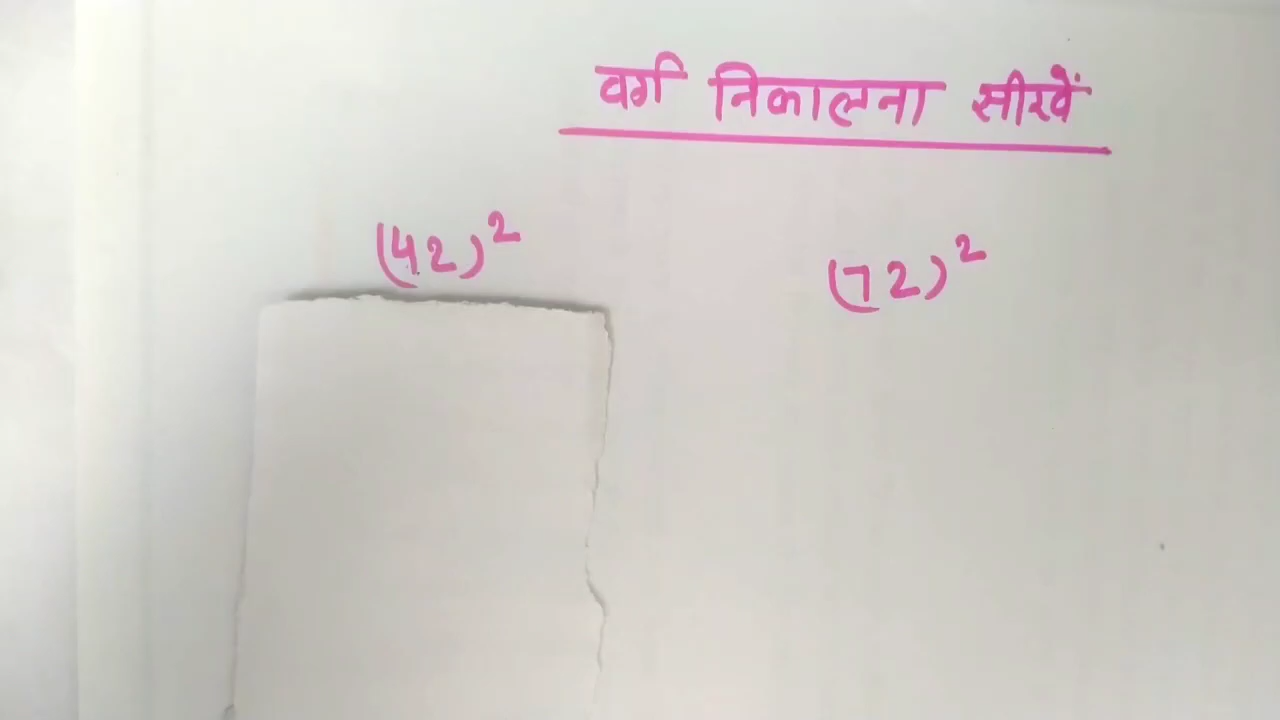 वर्ग निकालना सीखें
(42)² (72)²